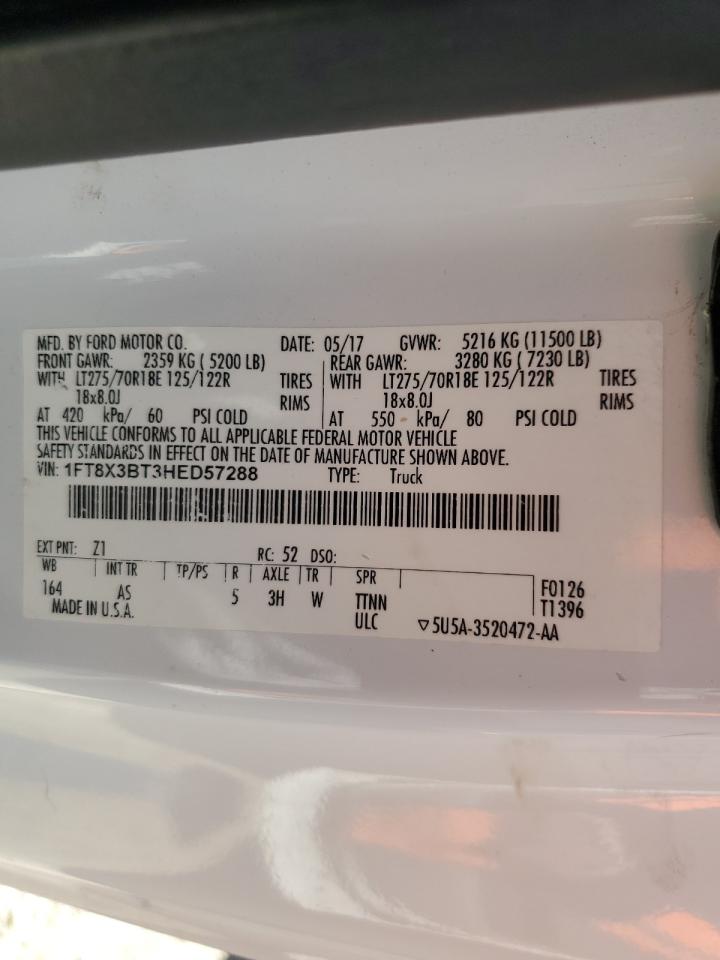 MFD. BY FORD MOTOR CO. DATE: 05/17 GVWR: 5216 KG (11500 LB)
FRONT GAWR: 2359 KG ( 5200 LB) REAR GAWR: 3280 KG ( 7230 LB)
WITH LT275/70R18E 125/122R TIRES WITH LT275/70R18E 125/122R TIRES
18x8.0J RIMS 18x8.0J RIMS
AT 420 kPa/ 60 PSI COLD AT 550 kPa/ 80 PSI COLD
THIS VEHICLE CONFORMS TO ALL APPLICABLE FEDERAL MOTOR VEHICLE
SAFETY STANDARDS IN EFFECT ON THE DATE OF MANUFACTURE SHOWN ABOVE.
VIN: 1FT8X3BT3HED57288 TYPE: Truck
EXT PNT: Z1 RC: 52 DSO:
WB INT TR TP/PS R AXLE TR SPR
164 AS 5 3H W TTNN F0126
MADE IN U.S.A. ULC ▽5U5A-3520472-AA T1396